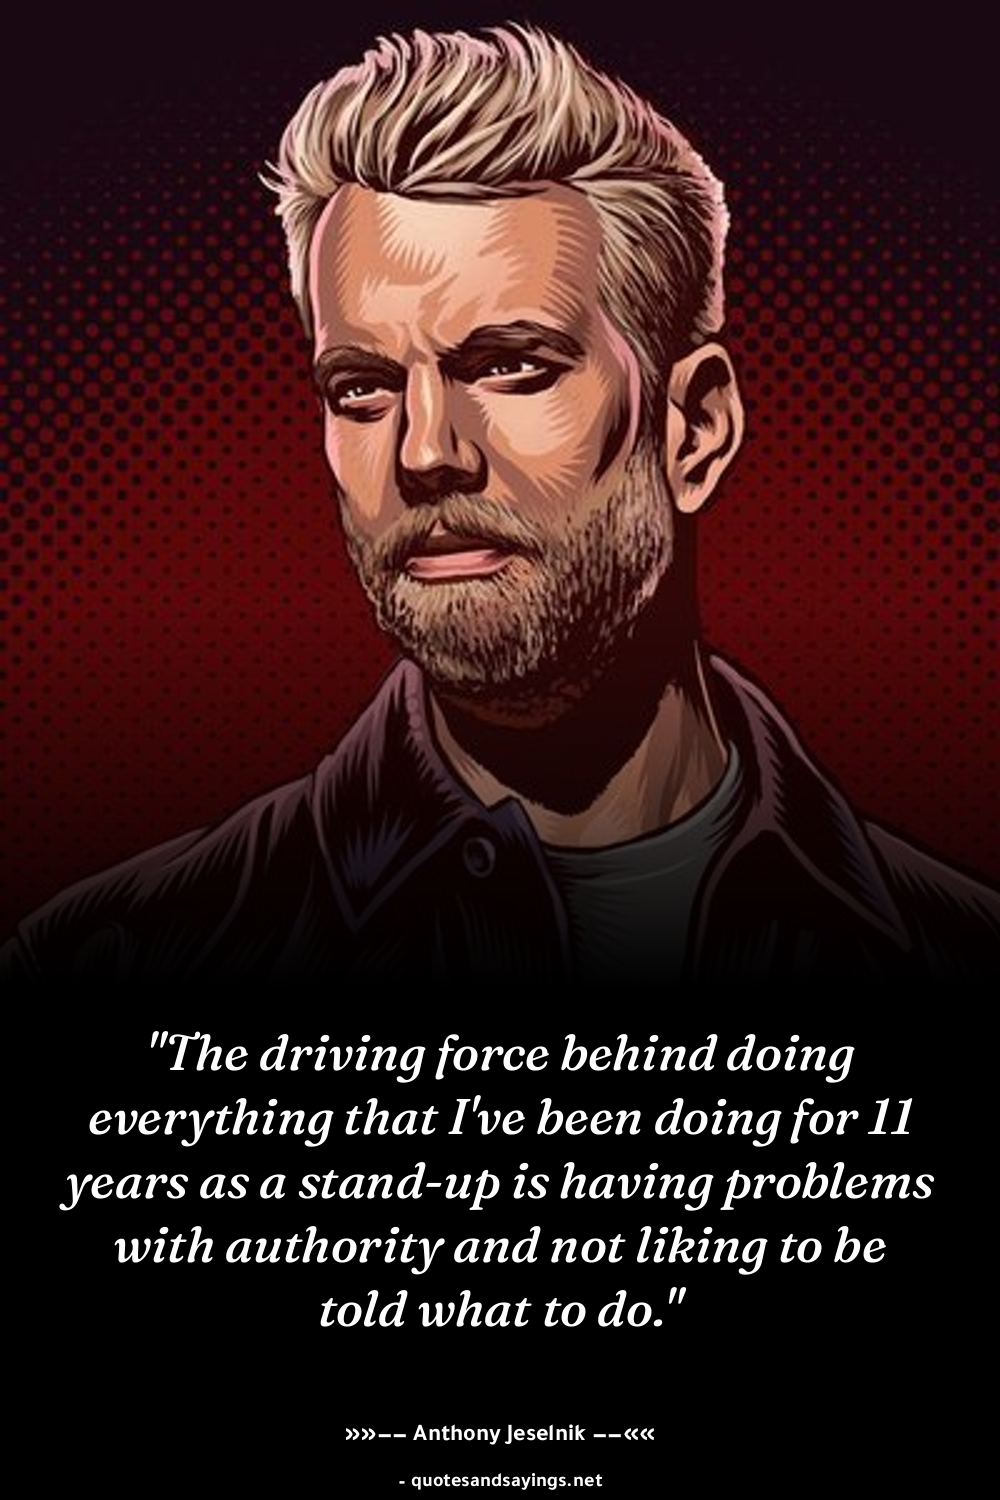 "The driving force behind doing
everything that I've been doing for 11
years as a stand-up is having problems
with authority and not liking to be
told what to do."
»»-- Anthony Jeselnik --««
- quotesandsayings.net